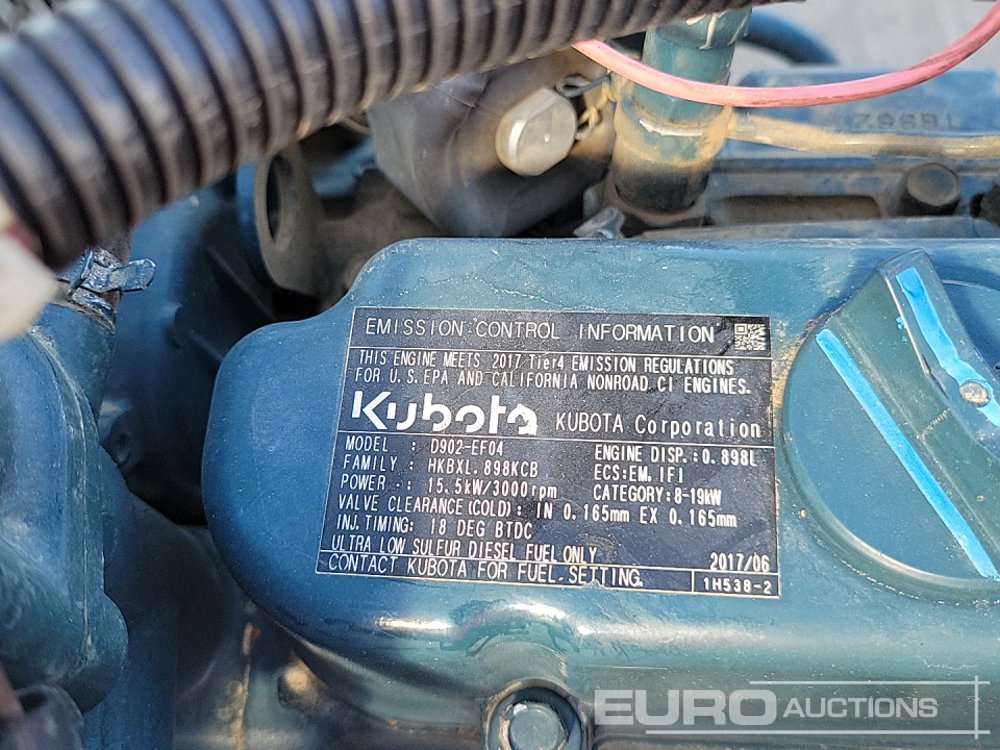 Z8681
EMISSION CONTROL INFORMATION
THIS ENGINE MEETS 2017 Tier4 EMISSION REGULATIONS
FOR U.S.EPA AND CALIFORNIA NONROAD CI ENGINES.
Kubota KUBOTA Corporation
MODEL : D902-EF04 ENGINE DISP.:0.898L
FAMILY : HKBXL.898KCB ECS:EM,IFI
POWER : 15.5kW/3000rpm CATEGORY:8-19kW
VALVE CLEARANCE(COLD): IN 0.165mm EX 0.165mm
INJ.TIMING: 18 DEG BTDC
ULTRA LOW SULFUR DIESEL FUEL ONLY 2017/06
CONTACT KUBOTA FOR FUEL SETTING. 1H538-2
EURO AUCTIONS